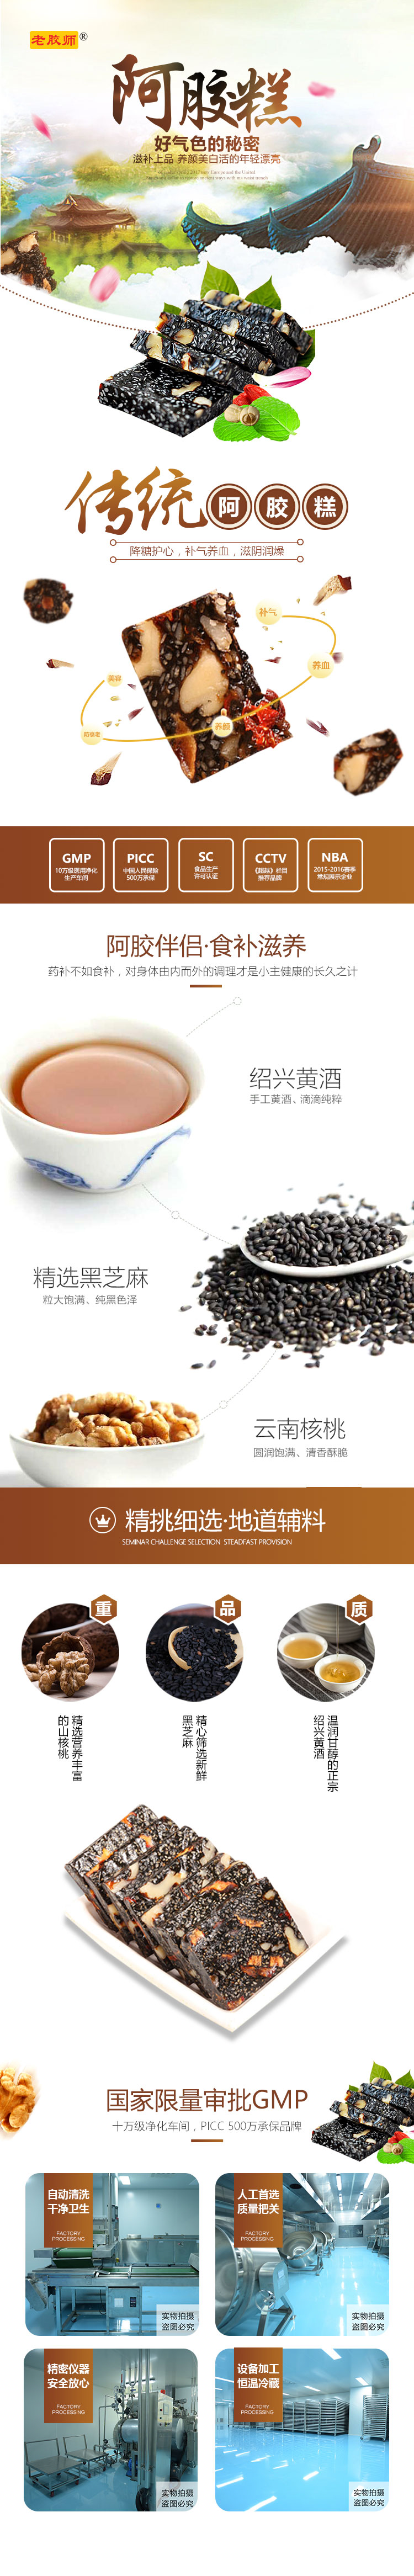 老胶师®
阿胶糕
好气色的秘密
滋补上品 养颜美白活的年轻漂亮
传统阿胶糕
降糖护心，补气养血，滋阴润燥
补气
养血
美容
养颜
GMP
10万级医用净化
生产车间
PICC
中国人民保险
500万承保
SC
食品生产
许可认证
CCTV
《超越》栏目
推荐品牌
NBA
2015-2016赛季
常规展示企业
阿胶伴侣·食补滋养
药补不如食补，对身体由内而外的调理才是小主健康的长久之计
绍兴黄酒
手工黄酒、滴滴纯粹
精选黑芝麻
粒大饱满、纯黑色泽
云南核桃
圆润饱满、清香酥脆
精挑细选·地道辅料
SEMINAR CHALLENGE SELECTION STEADFAST PROVISION
重
品
质
精选营养丰富
的山核桃
精心筛选新鲜
黑芝麻
温润甘醇的正宗
绍兴黄酒
国家限量审批GMP
十万级净化车间，PICC 500万承保品牌
自动清洗
干净卫生
FACTORY
PROCESSING
实物拍摄
盗图必究
人工首选
质量把关
FACTORY
PROCESSING
实物拍摄
盗图必究
精密仪器
安全放心
FACTORY
PROCESSING
实物拍摄
盗图必究
设备加工
恒温冷藏
FACTORY
PROCESSING
实物拍摄
盗图必究